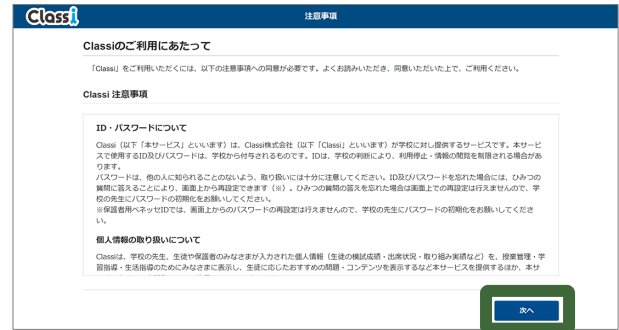 Classi
注意事項
Classiのご利用にあたって
「Classi」をご利用いただくには、以下の注意事項への同意が必要です。よくお読みいただき、同意いただいた上で、ご利用ください。
Classi 注意事項
ID・パスワードについて
Classi（以下「本サービス」といいます）は、Classi株式会社（以下「Classi」といいます）が学校に対し提供するサービスです。本サービ
スで使用するID及びパスワードは、学校から付与されるものです。IDは、学校の判断により、利用停止・情報の閲覧を制限される場合があ
ります。
パスワードは、他の人に知られることのないよう、取り扱いには十分に注意してください。ID及びパスワードを忘れた場合には、ひみつの
質問に答えることにより、画面上から再設定できます（※）。ひみつの質問の答えを忘れた場合は画面上での再設定は行えませんので、学
校の先生にパスワードの初期化をお願いしてください。
※保護者用ベネッセIDでは、画面上からのパスワードの再設定は行えませんので、学校の先生にパスワードの初期化をお願いしてくださ
い。
個人情報の取り扱いについて
Classiは、学校の先生、生徒や保護者のみなさまが入力された個人情報（生徒の模試成績・出席状況・取り組み実績など）を、授業管理・学
習指導・生活指導のためにみなさまに表示し、生徒に応じたおすすめの問題・コンテンツを表示するなど本サービスを提供するほか、本サ
次へ